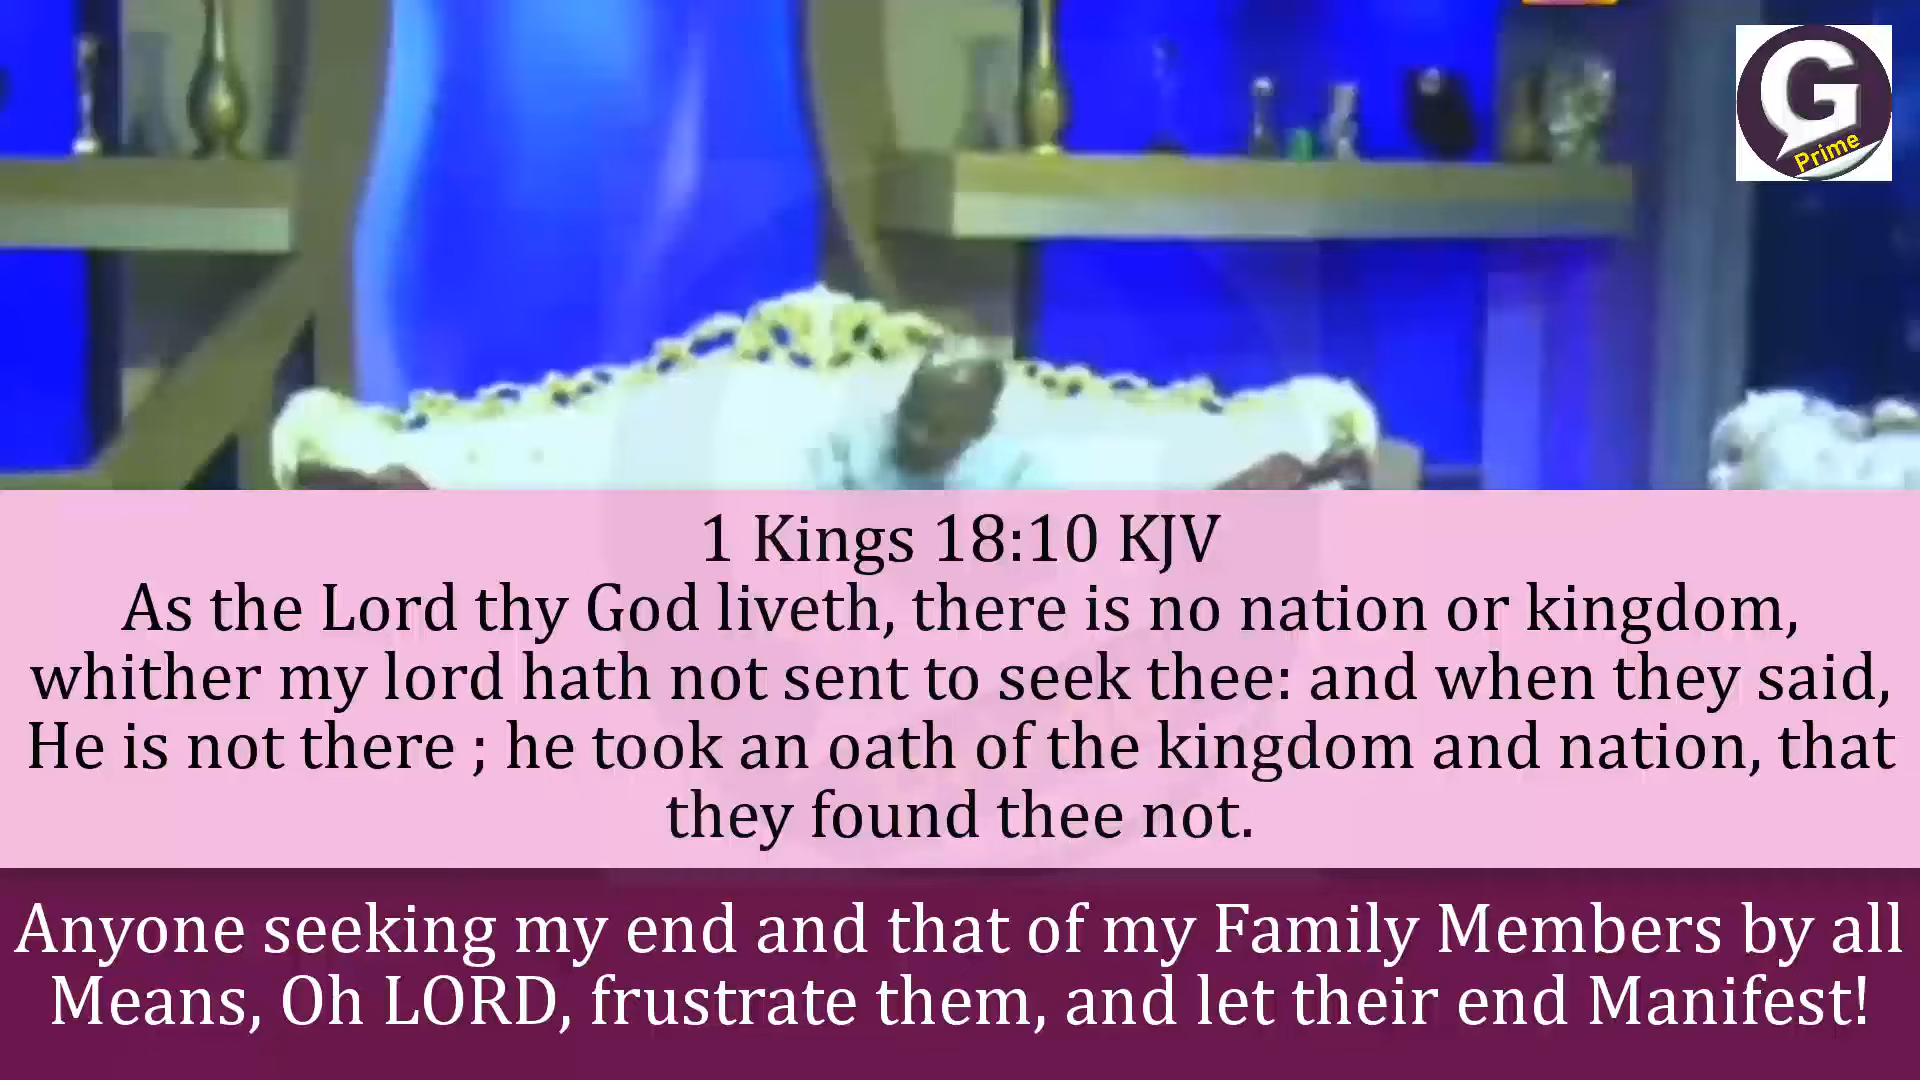 G
Prime
1 Kings 18:10 KJV
As the Lord thy God liveth, there is no nation or kingdom,
whither my lord hath not sent to seek thee: and when they said,
He is not there ; he took an oath of the kingdom and nation, that
they found thee not.
Anyone seeking my end and that of my Family Members by all
Means, Oh LORD, frustrate them, and let their end Manifest!